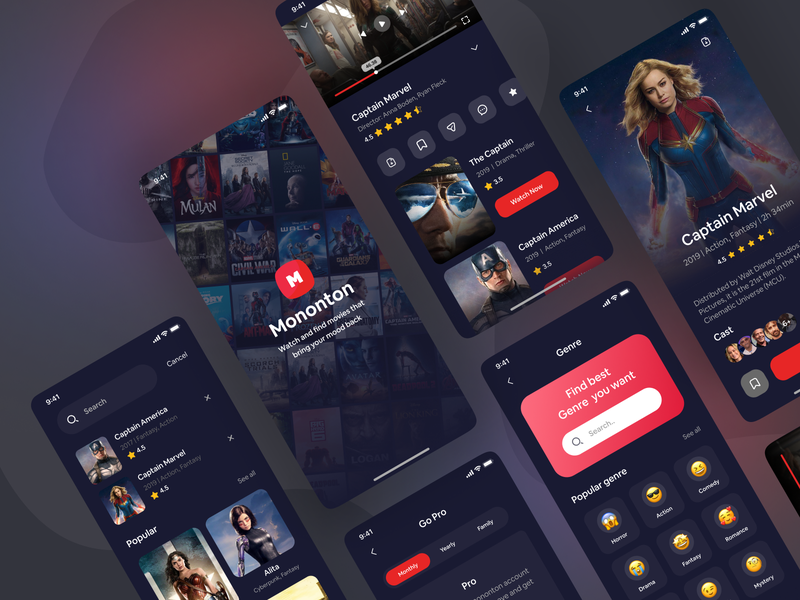 9:41
Search
Cancel
Captain America
2017 | Fantasy, Action
4.5
Captain Marvel
2019 | Action, Fantasy
4.5
Popular
See all
Alita
Cyberpunk, Fantasy
9:41
MULAN
CIVIL WAR
WALL·E
GUARDIANS
LOGAN
M
Mononton
Watch and find movies that
bring your mood back
9:41
Captain Marvel
Director: Anna Boden, Ryan Fleck
4.5
The Captain
2019 | Drama, Thriller
3.5
Watch Now
Captain America
2019 | Action, Fantasy
3.5
9:41
Go Pro
Monthly
Yearly
Family
Pro
mononton account
and get
9:41
Genre
Find best
Genre you want
Search..
Popular genre
See all
Horror
Action
Comedy
Drama
Fantasy
Romance
Mystery
9:41
Captain Marvel
2019 | Action, Fantasy | 2h 34min
4.5
Distributed by Walt Disney Studios
Pictures, it is the 21st film in the M
Cinematic Universe (MCU).
Cast
6+